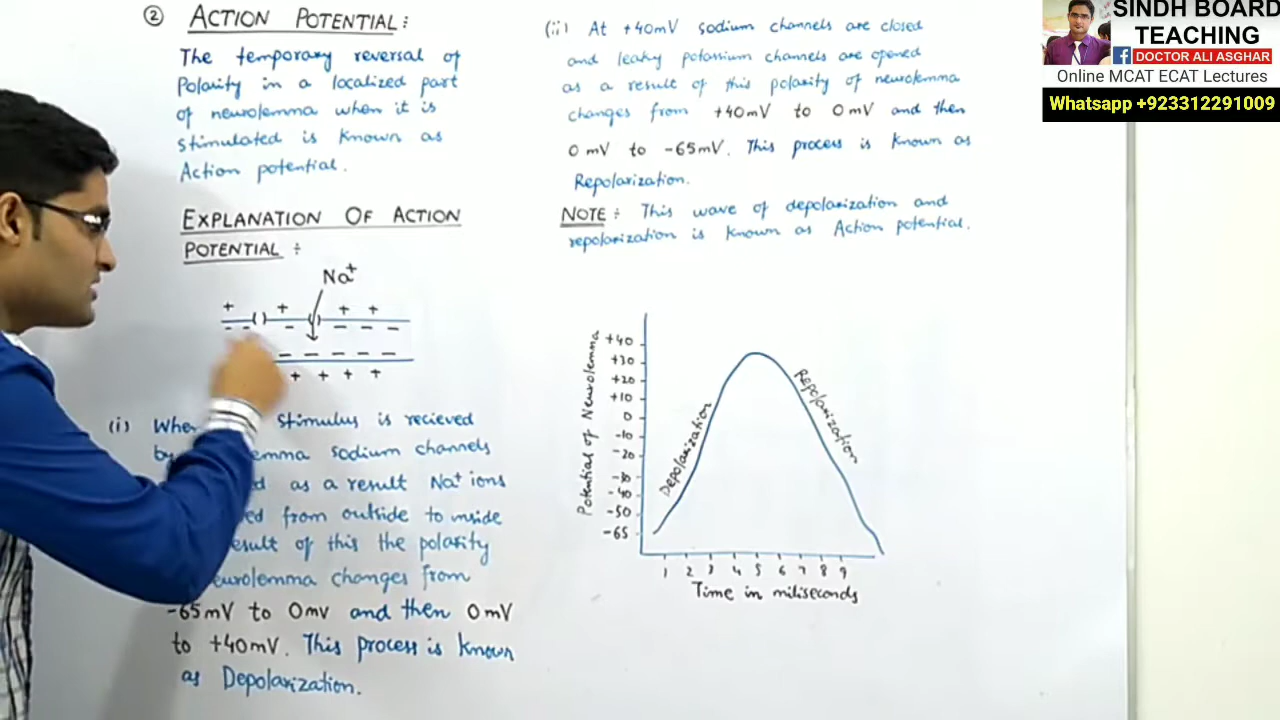 ② ACTION POTENTIAL :
The temporary reversal of
Polarity in a localized part
of neurolemma when it is
stimulated is known as
Action potential.
EXPLANATION OF ACTION
POTENTIAL :
Na+
+ + + +
- - - - - -
- - - - -
+ + + +
(i) Whe stimulus is recieved
by emma sodium channels
d as a result Na+ ions
ed from outside to inside
esult of this the polarity
eurolemma changes from
-65mV to 0mv and then 0mV
to +40mV. This process is known
as Depolarization.
(ii) At +40mV sodium channels are closed
and leaky potassium channels are opened
as a result of this polarity of neurolemma
changes from +40mV to 0mV and then
0mV to -65mV. This process is known as
Repolarization.
NOTE : This wave of depolarization and
repolarization is known as Action potential.
Potential of Neurolemma
+40
+30
+20
+10
0
-10
-20
-30
-40
-50
-65
Depolarization
Repolarization
1 2 3 4 5 6 7 8 9
Time in miliseconds
SINDH BOARD
TEACHING
f DOCTOR ALI ASGHAR
Online MCAT ECAT Lectures
Whatsapp +923312291009